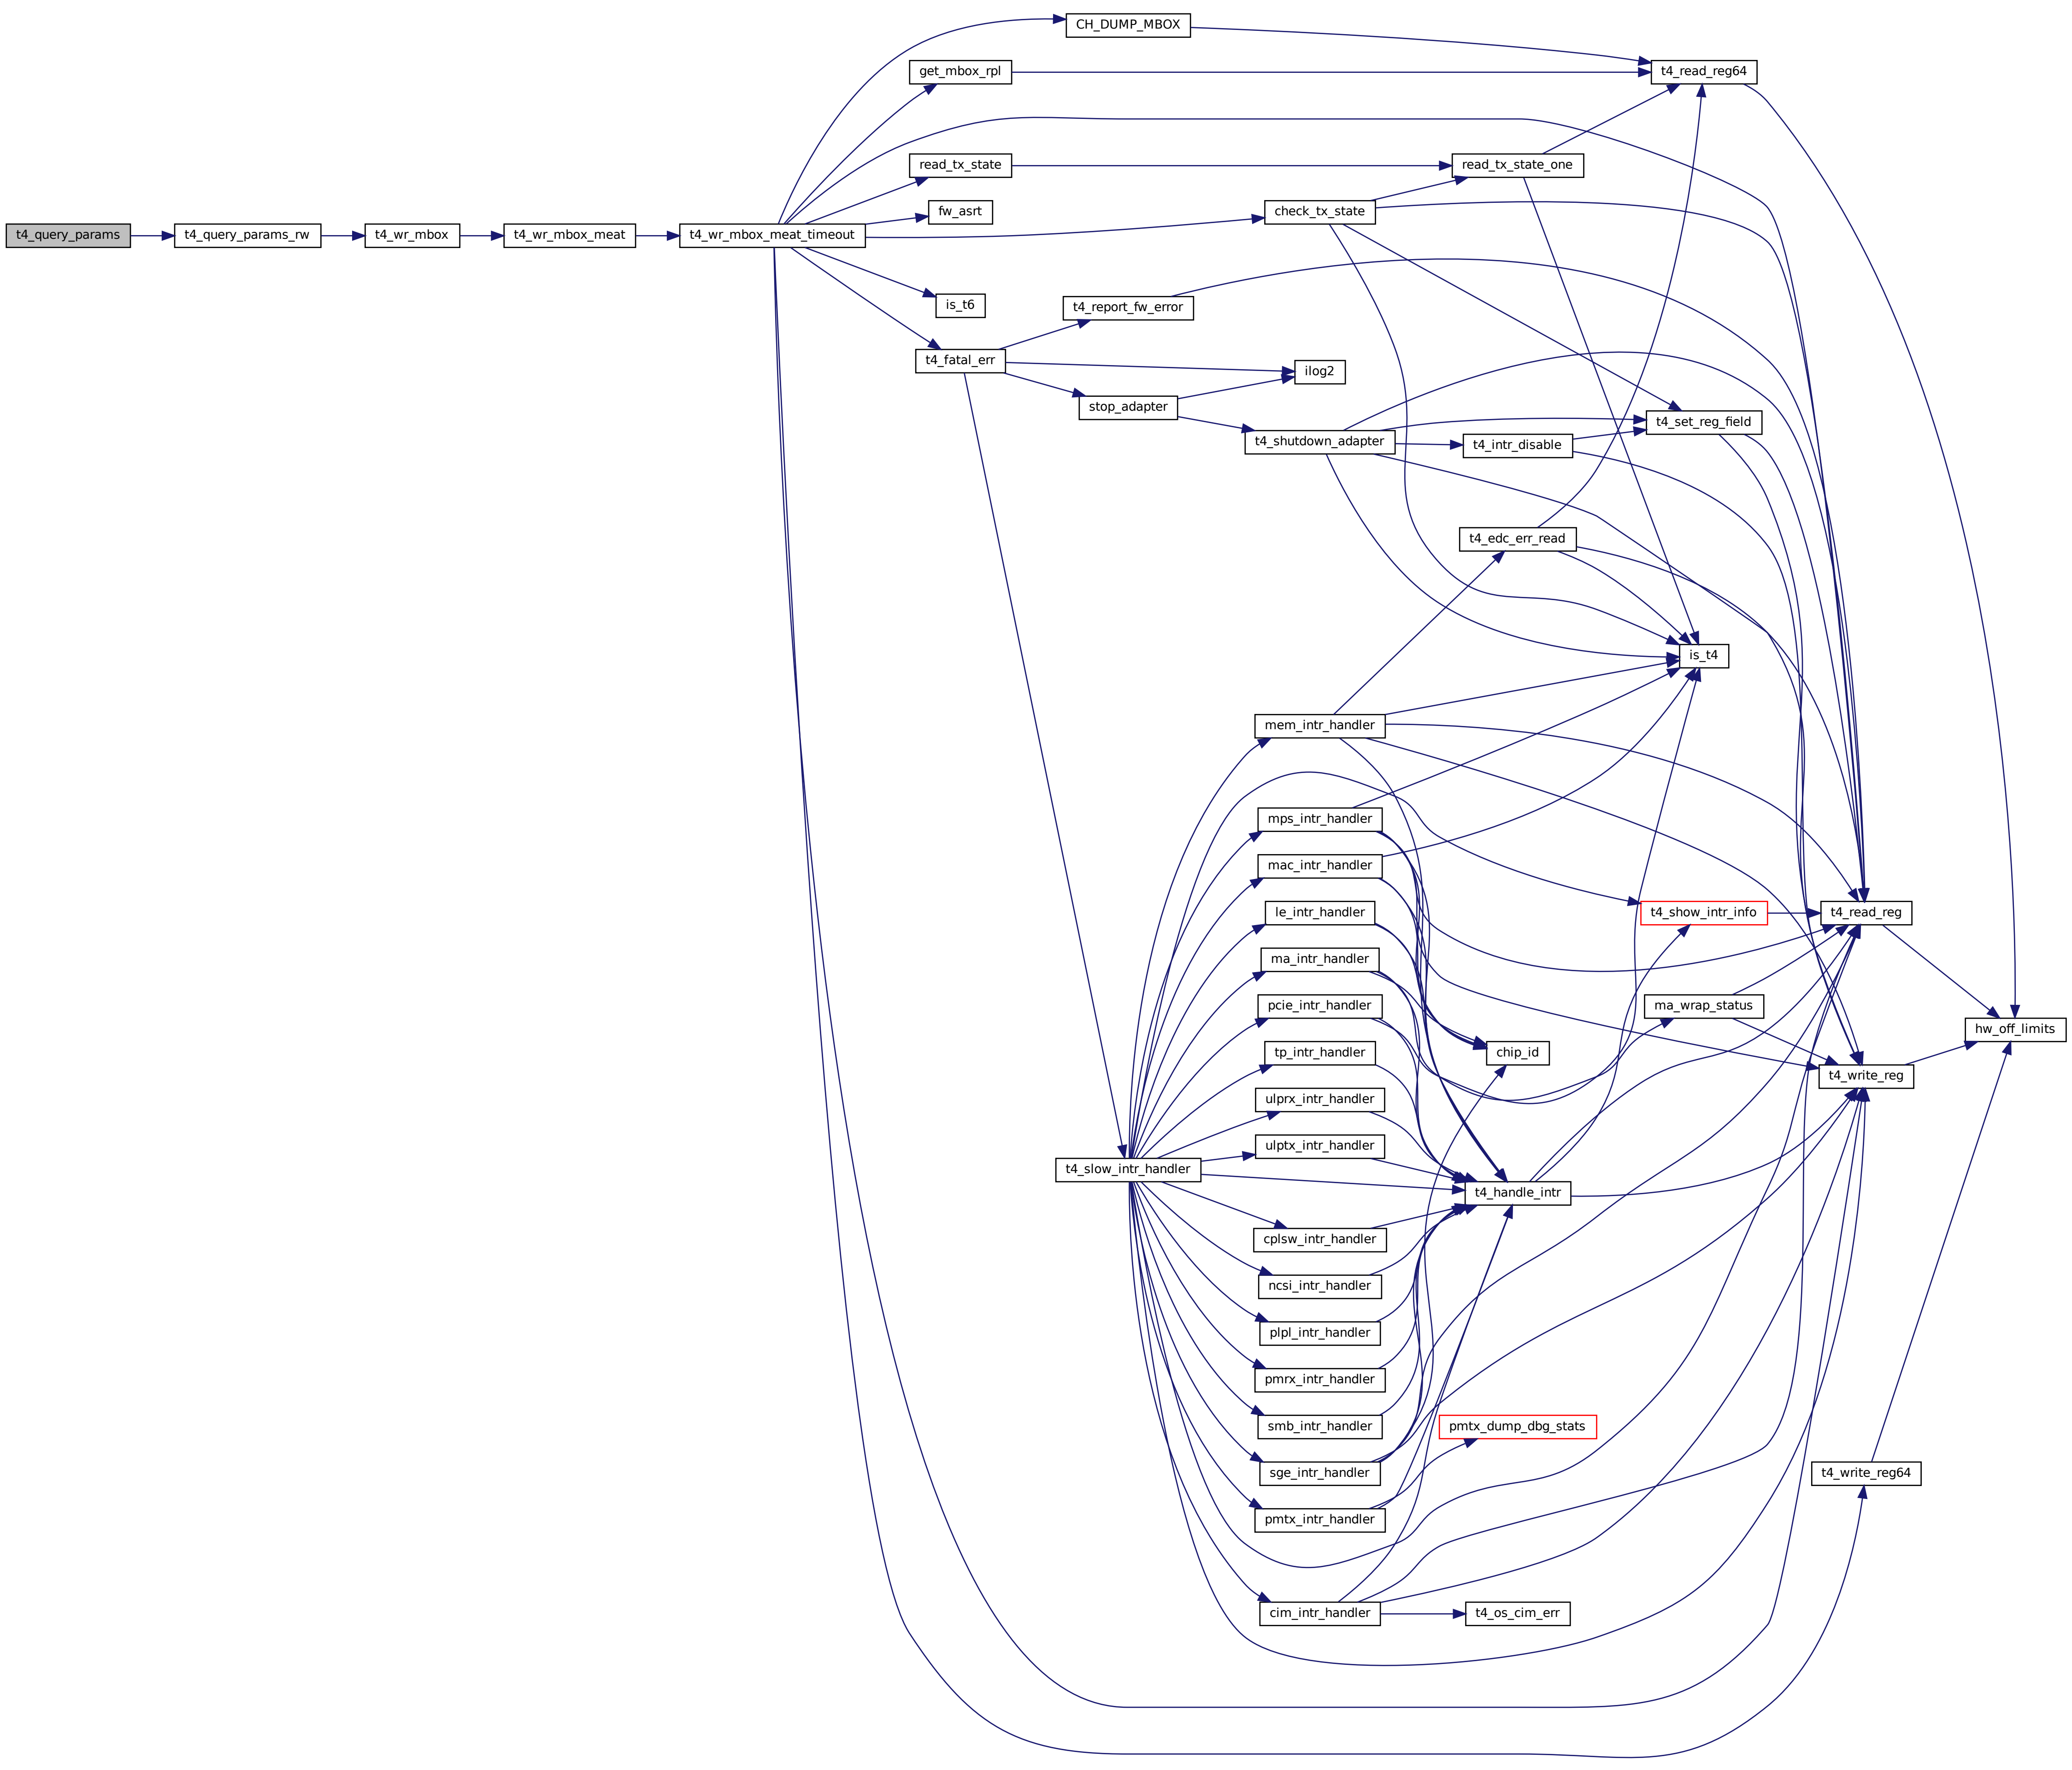 CH_DUMP_MBOX
get_mbox_rpl
t4_read_reg64
read_tx_state
read_tx_state_one
fw_asrt
check_tx_state
t4_query_params
t4_query_params_rw
t4_wr_mbox
t4_wr_mbox_meat
t4_wr_mbox_meat_timeout
is_t6
t4_report_fw_error
t4_fatal_err
ilog2
stop_adapter
t4_set_reg_field
t4_shutdown_adapter
t4_intr_disable
t4_edc_err_read
is_t4
mem_intr_handler
mps_intr_handler
mac_intr_handler
le_intr_handler
t4_show_intr_info
t4_read_reg
ma_intr_handler
pcie_intr_handler
ma_wrap_status
hw_off_limits
tp_intr_handler
chip_id
t4_write_reg
ulprx_intr_handler
ulptx_intr_handler
t4_slow_intr_handler
t4_handle_intr
cplsw_intr_handler
ncsi_intr_handler
plpl_intr_handler
pmrx_intr_handler
smb_intr_handler
pmtx_dump_dbg_stats
sge_intr_handler
t4_write_reg64
pmtx_intr_handler
cim_intr_handler
t4_os_cim_err